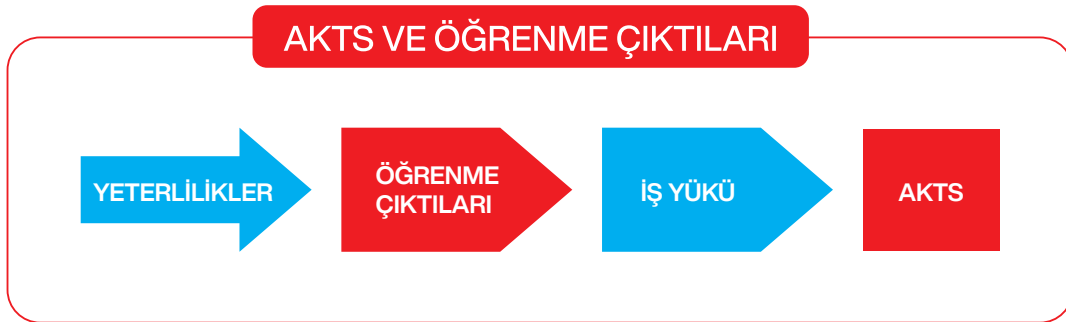 AKTS VE ÖĞRENME ÇIKTILARI
YETERLİLİKLER
ÖĞRENME
ÇIKTILARI
İŞ YÜKÜ
AKTS